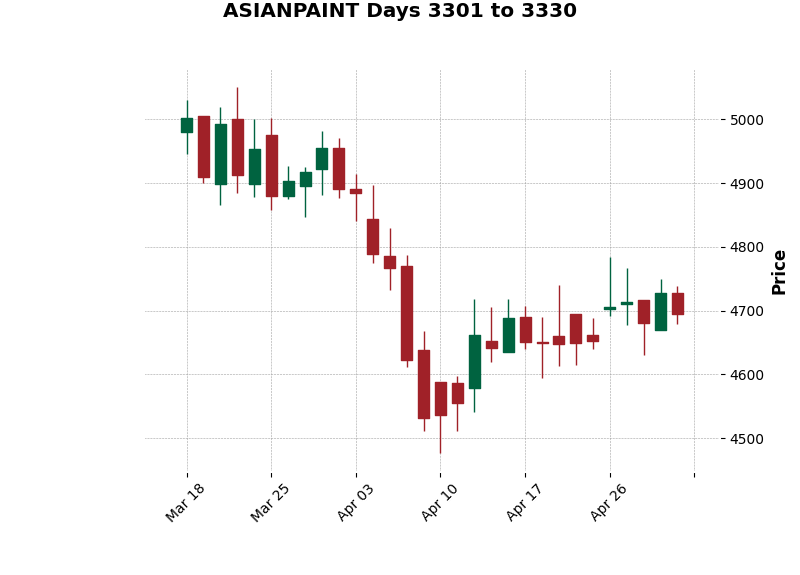 ASIANPAINT Days 3301 to 3330
5000
4900
4800
4700
4600
4500
Price
Mar 18
Mar 25
Apr 03
Apr 10
Apr 17
Apr 26